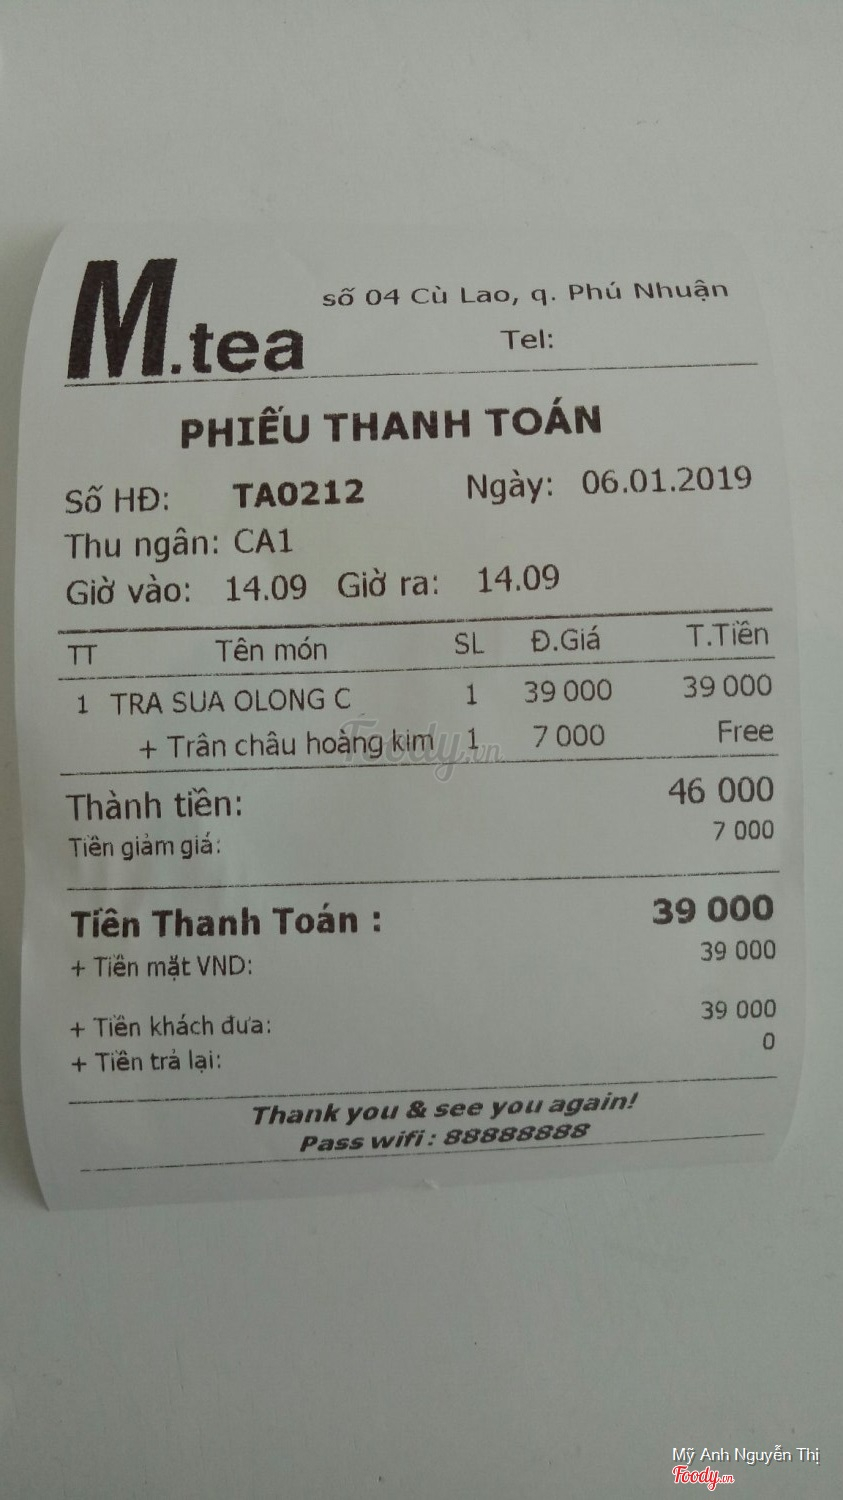 M.tea
số 04 Cù Lao, q. Phú Nhuận
Tel:
PHIẾU THANH TOÁN
Số HĐ: TA0212 Ngày: 06.01.2019
Thu ngân: CA1
Giờ vào: 14.09 Giờ ra: 14.09
TT Tên món SL Đ.Giá T.Tiền
1 TRA SUA OLONG C 1 39 000 39 000
+ Trân châu hoàng kim 1 7 000 Free
Foody.vn
Thành tiền: 46 000
Tiền giảm giá: 7 000
Tiền Thanh Toán : 39 000
+ Tiền mặt VND: 39 000
+ Tiền khách đưa: 39 000
+ Tiền trả lại: 0
Thank you & see you again!
Pass wifi : 88888888
Mỹ Anh Nguyễn Thị
Foody.vn